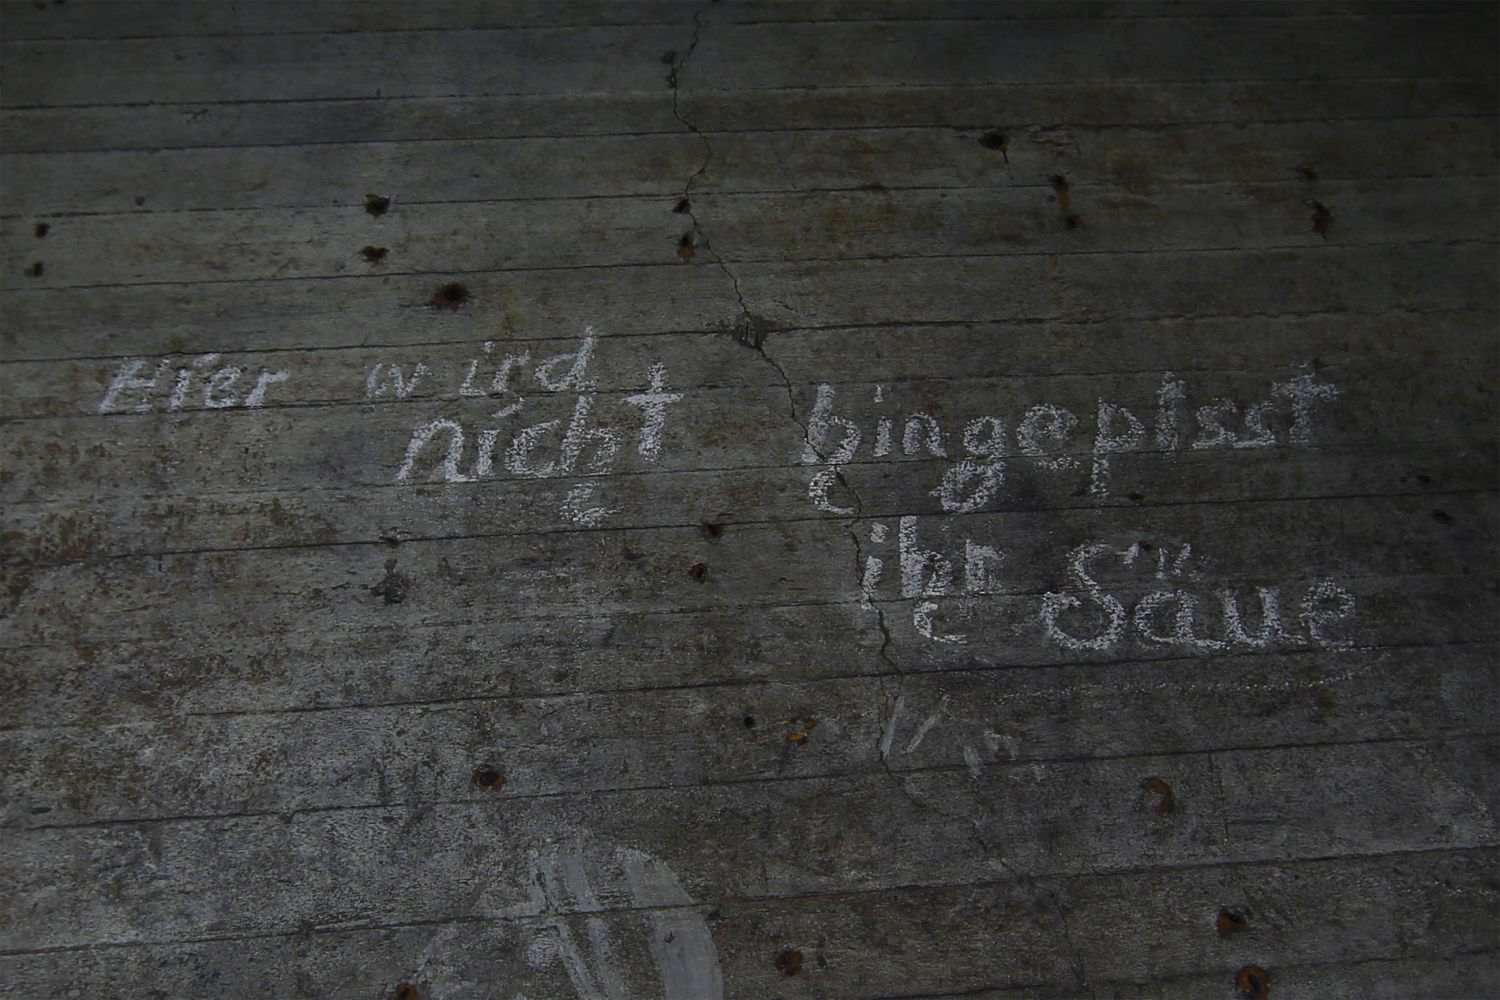 Hier wird
nicht hingepisst
ihr Säue